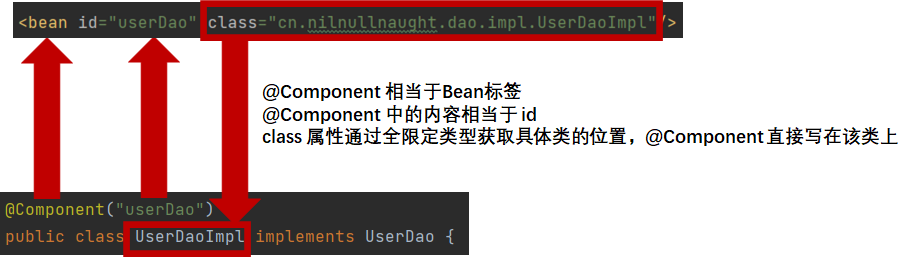 <bean id="userDao" class="cn.nilnullnaught.dao.impl.UserDaoImpl"/>
@Component 相当于Bean标签
@Component 中的内容相当于 id
class 属性通过全限定类型获取具体类的位置，@Component 直接写在该类上
@Component("userDao")
public class UserDaoImpl implements UserDao {